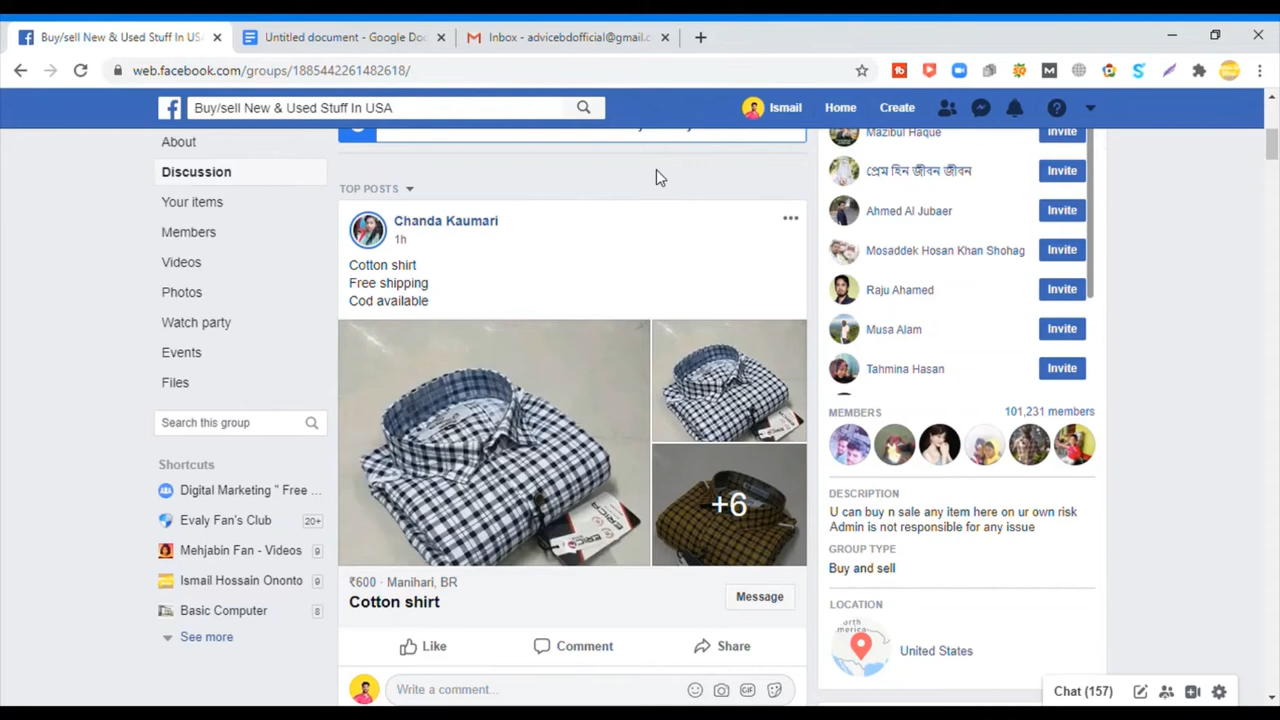 Buy/sell New & Used Stuff In USA
Untitled document - Google Doc
Inbox - advicebdofficial@gmail.c
web.facebook.com/groups/1885442261482618/
Buy/sell New & Used Stuff In USA
Ismail
Home
Create
About
Discussion
Your items
Members
Videos
Photos
Watch party
Events
Files
Search this group
Shortcuts
Digital Marketing " Free ...
Evaly Fan's Club 20+
Mehjabin Fan - Videos 9
Ismail Hossain Ononto 9
Basic Computer 8
See more
TOP POSTS
Chanda Kaumari
1h
Cotton shirt
Free shipping
Cod available
ERICA
+6
₹600 · Manihari, BR
Cotton shirt
Message
Like
Comment
Share
Write a comment...
GIF
Mazibul Haque Invite
প্রেম হিন জীবন জীবন Invite
Ahmed Al Jubaer Invite
Mosaddek Hosan Khan Shohag Invite
Raju Ahamed Invite
Musa Alam Invite
Tahmina Hasan Invite
MEMBERS 101,231 members
DESCRIPTION
U can buy n sale any item here on ur own risk
Admin is not responsible for any issue
GROUP TYPE
Buy and sell
LOCATION
United States
Chat (157)